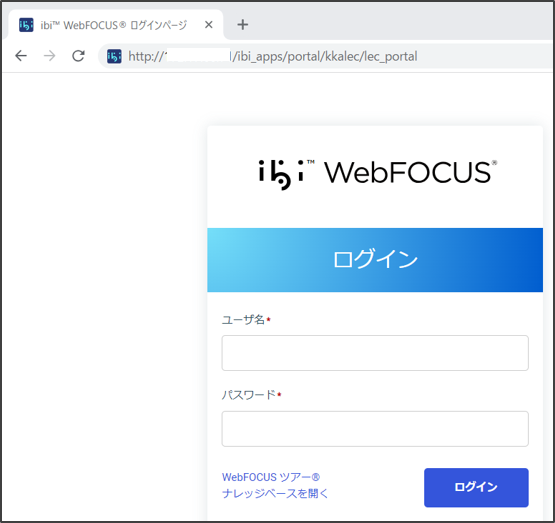 ibi™ WebFOCUS® ログインページ
http://              /ibi_apps/portal/kkalec/lec_portal
ibi™ WebFOCUS®
ログイン
ユーザ名*
パスワード*
WebFOCUS ツアー®
ナレッジベースを開く
ログイン